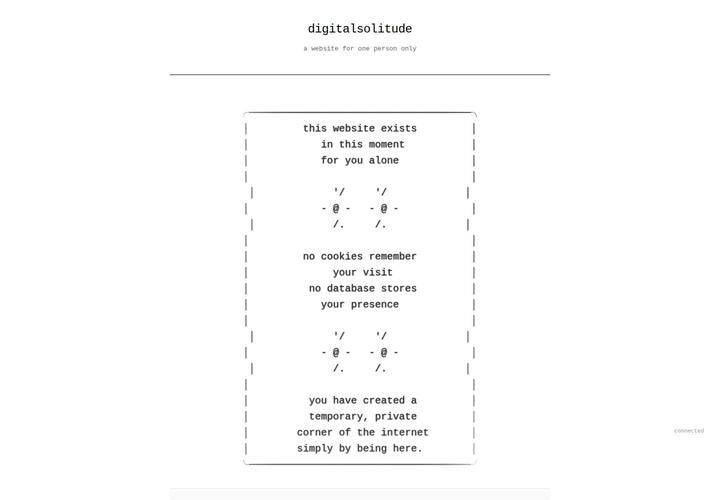 digitalsolitude
a website for one person only
this website exists
in this moment
for you alone
'/     '/
- @ -   - @ -
/.     /.
no cookies remember
your visit
no database stores
your presence
'/     '/
- @ -   - @ -
/.     /.
you have created a
temporary, private
corner of the internet
simply by being here.
connected